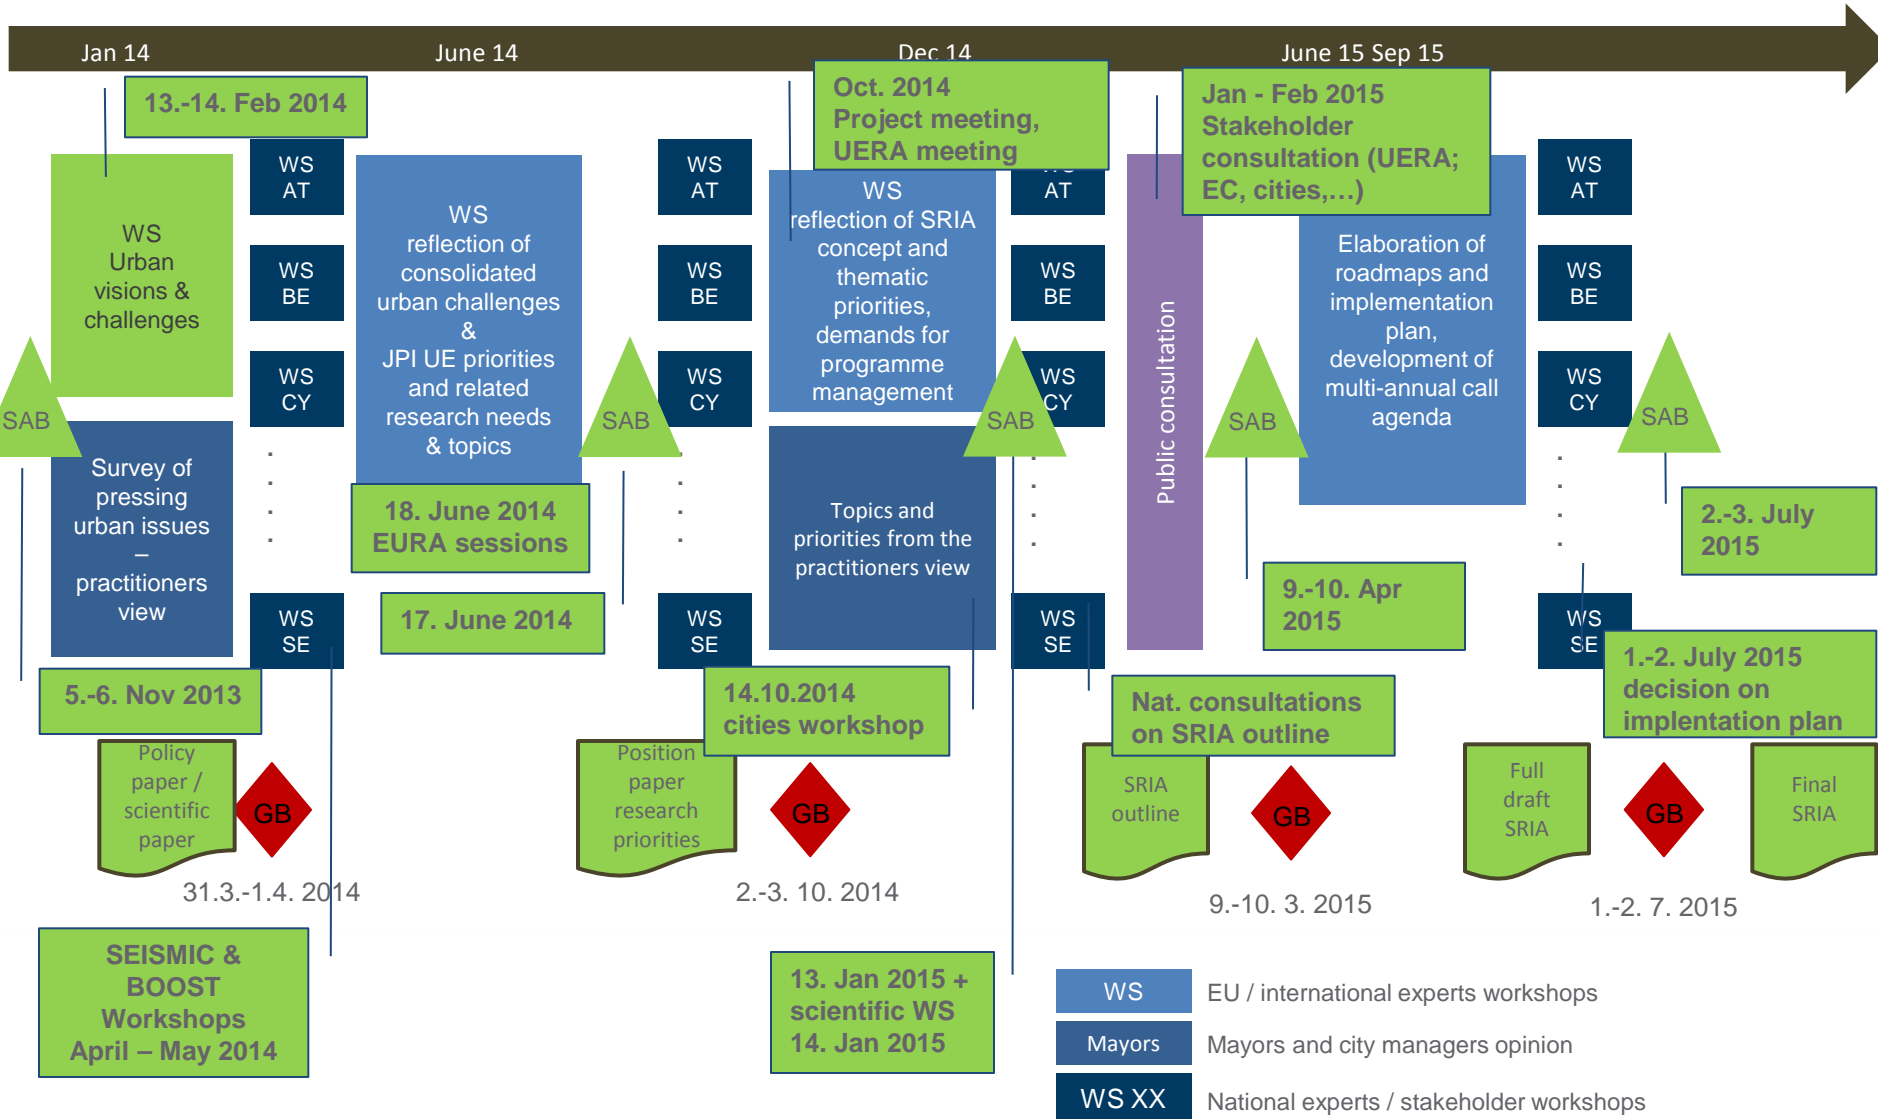 Jan 14
June 14
Dec 14
June 15 Sep 15
13.-14. Feb 2014
Oct. 2014
Project meeting,
UERA meeting
Jan - Feb 2015
Stakeholder
consultation (UERA;
EC, cities,...)
WS
Urban
visions &
challenges
WS
AT
WS
BE
WS
CY
.
.
.
.
WS
SE
WS
reflection of
consolidated
urban challenges
&
JPI UE priorities
and related
research needs
& topics
WS
AT
WS
BE
WS
CY
.
.
.
.
WS
SE
WS
reflection of SRIA
concept and
thematic
priorities,
demands for
programme
management
AT
WS
BE
WS
CY
.
.
.
.
WS
SE
Public consultation
Elaboration of
roadmaps and
implementation
plan,
development of
multi-annual call
agenda
WS
AT
WS
BE
WS
CY
.
.
.
.
WS
SE
SAB
SAB
SAB
SAB
SAB
Survey of
pressing
urban issues
–
practitioners
view
Topics and
priorities from the
practitioners view
18. June 2014
EURA sessions
17. June 2014
2.-3. July
2015
9.-10. Apr
2015
5.-6. Nov 2013
14.10.2014
cities workshop
Nat. consultations
on SRIA outline
1.-2. July 2015
decision on
implentation plan
Policy
paper /
scientific
paper
GB
Position
paper
research
priorities
GB
SRIA
outline
GB
Full
draft
SRIA
GB
Final
SRIA
31.3.-1.4. 2014
2.-3. 10. 2014
9.-10. 3. 2015
1.-2. 7. 2015
SEISMIC &
BOOST
Workshops
April – May 2014
13. Jan 2015 +
scientific WS
14. Jan 2015
WS
EU / international experts workshops
Mayors
Mayors and city managers opinion
WS XX
National experts / stakeholder workshops